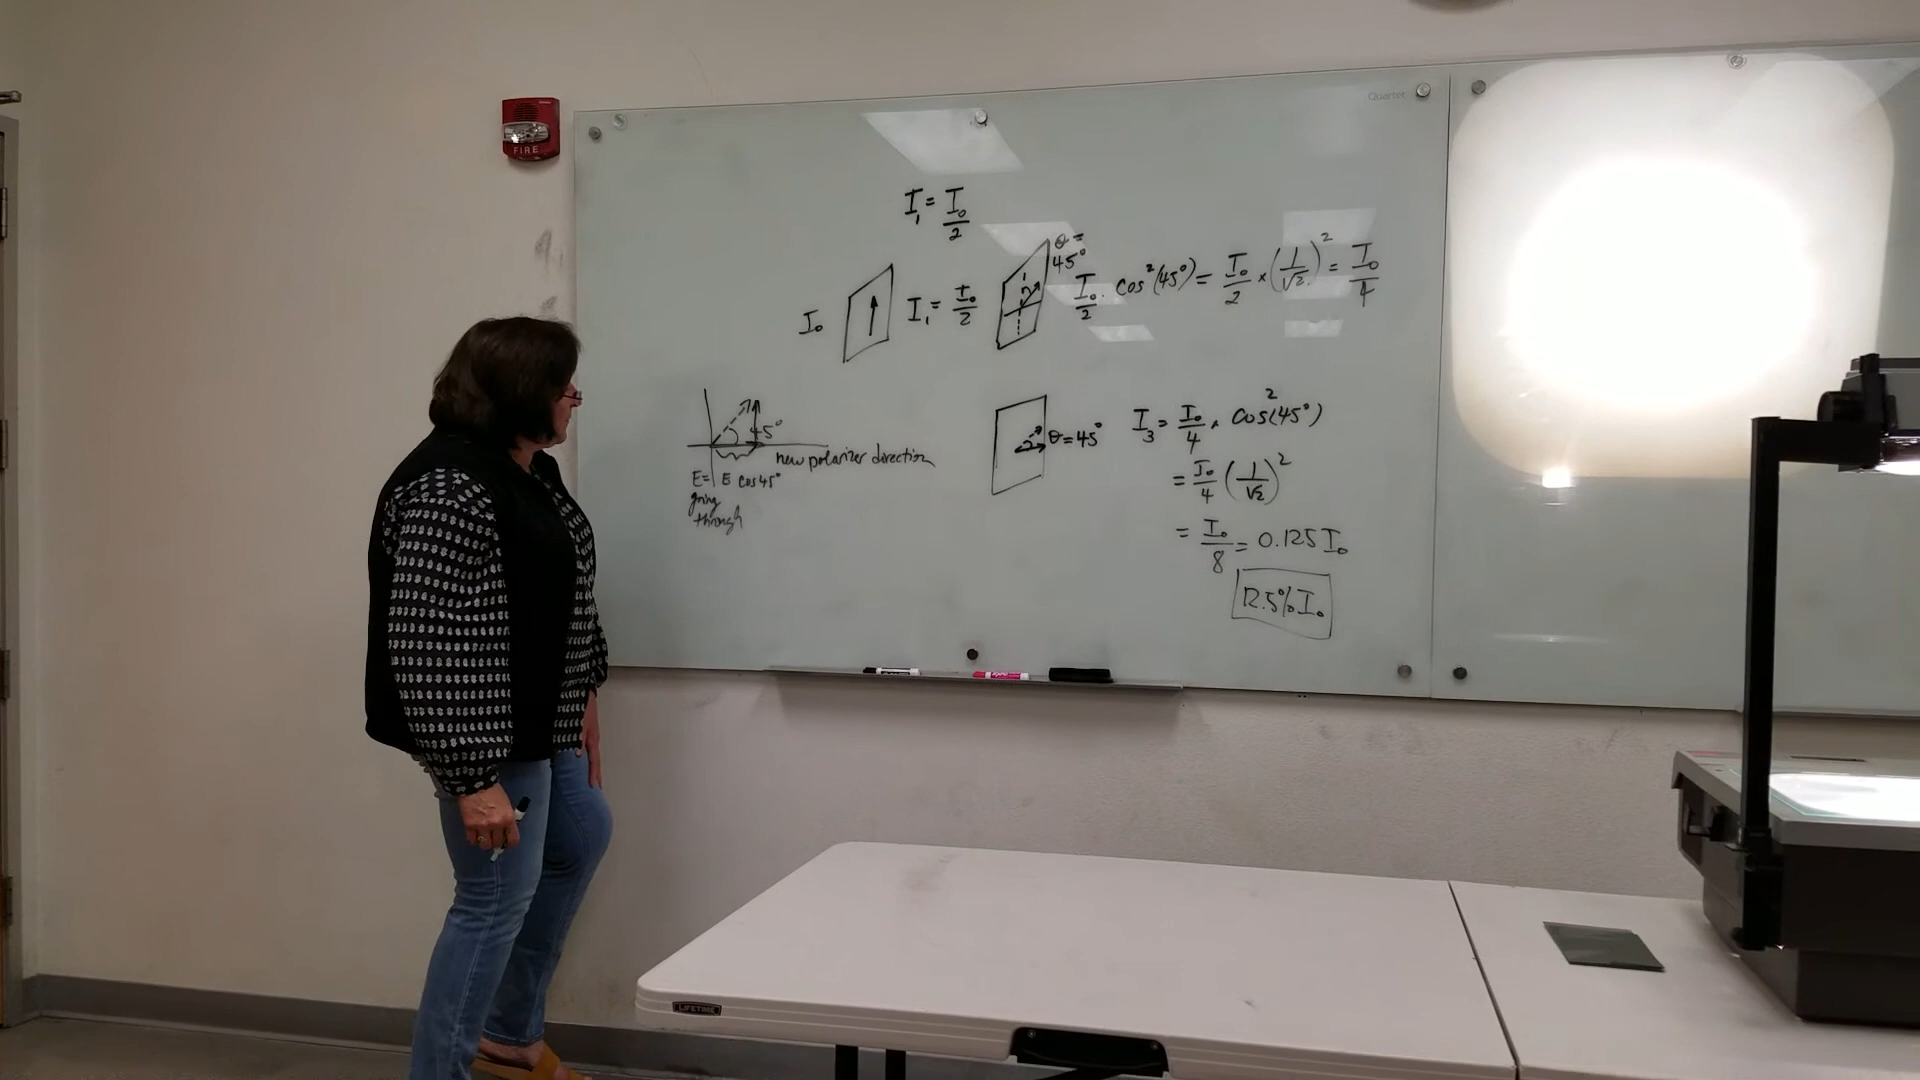 FIRE
Quartet
I₁ = I₀/2
I₀
I₁ = I₀/2
θ = 45°
I₀/2 · cos²(45°) = I₀/2 × (1/√2)² = I₀/4
45°
new polarizer direction
E = E cos 45°
going
through
θ = 45°
I₃ = I₀/4 · cos²(45°)
= I₀/4 (1/√2)²
= I₀/8 = 0.125 I₀
12.5% I₀
LIFETIME